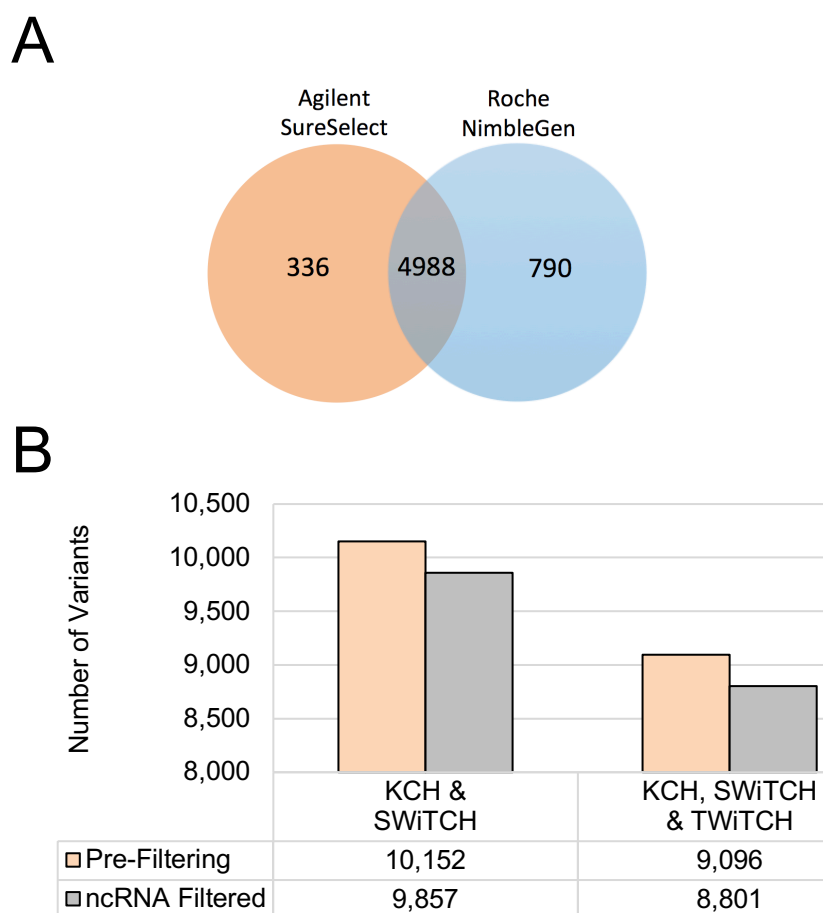 A
Agilent
SureSelect
Roche
NimbleGen
336
4988
790
B
Number of Variants
10,500
10,000
9,500
9,000
8,500
8,000
KCH &
SWiTCH
KCH, SWiTCH
& TWiTCH
Pre-Filtering 10,152 9,096
ncRNA Filtered 9,857 8,801